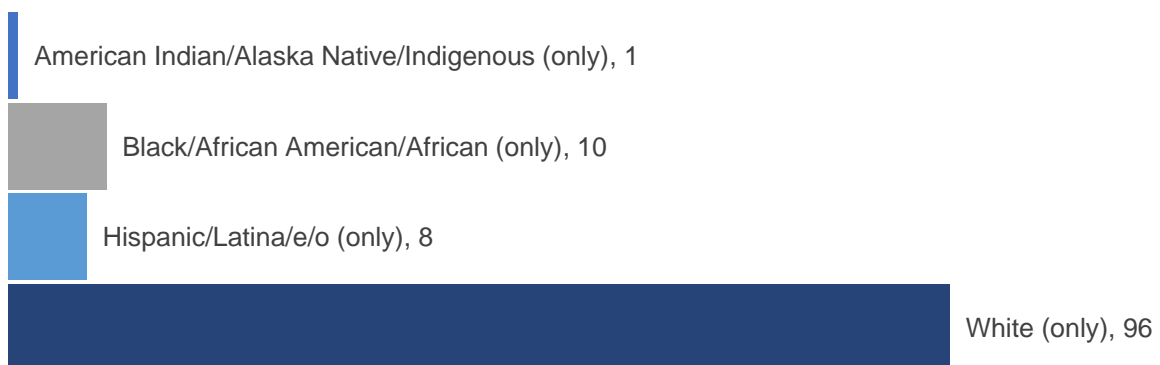 American Indian/Alaska Native/Indigenous (only), 1
Black/African American/African (only), 10
Hispanic/Latina/e/o (only), 8
White (only), 96